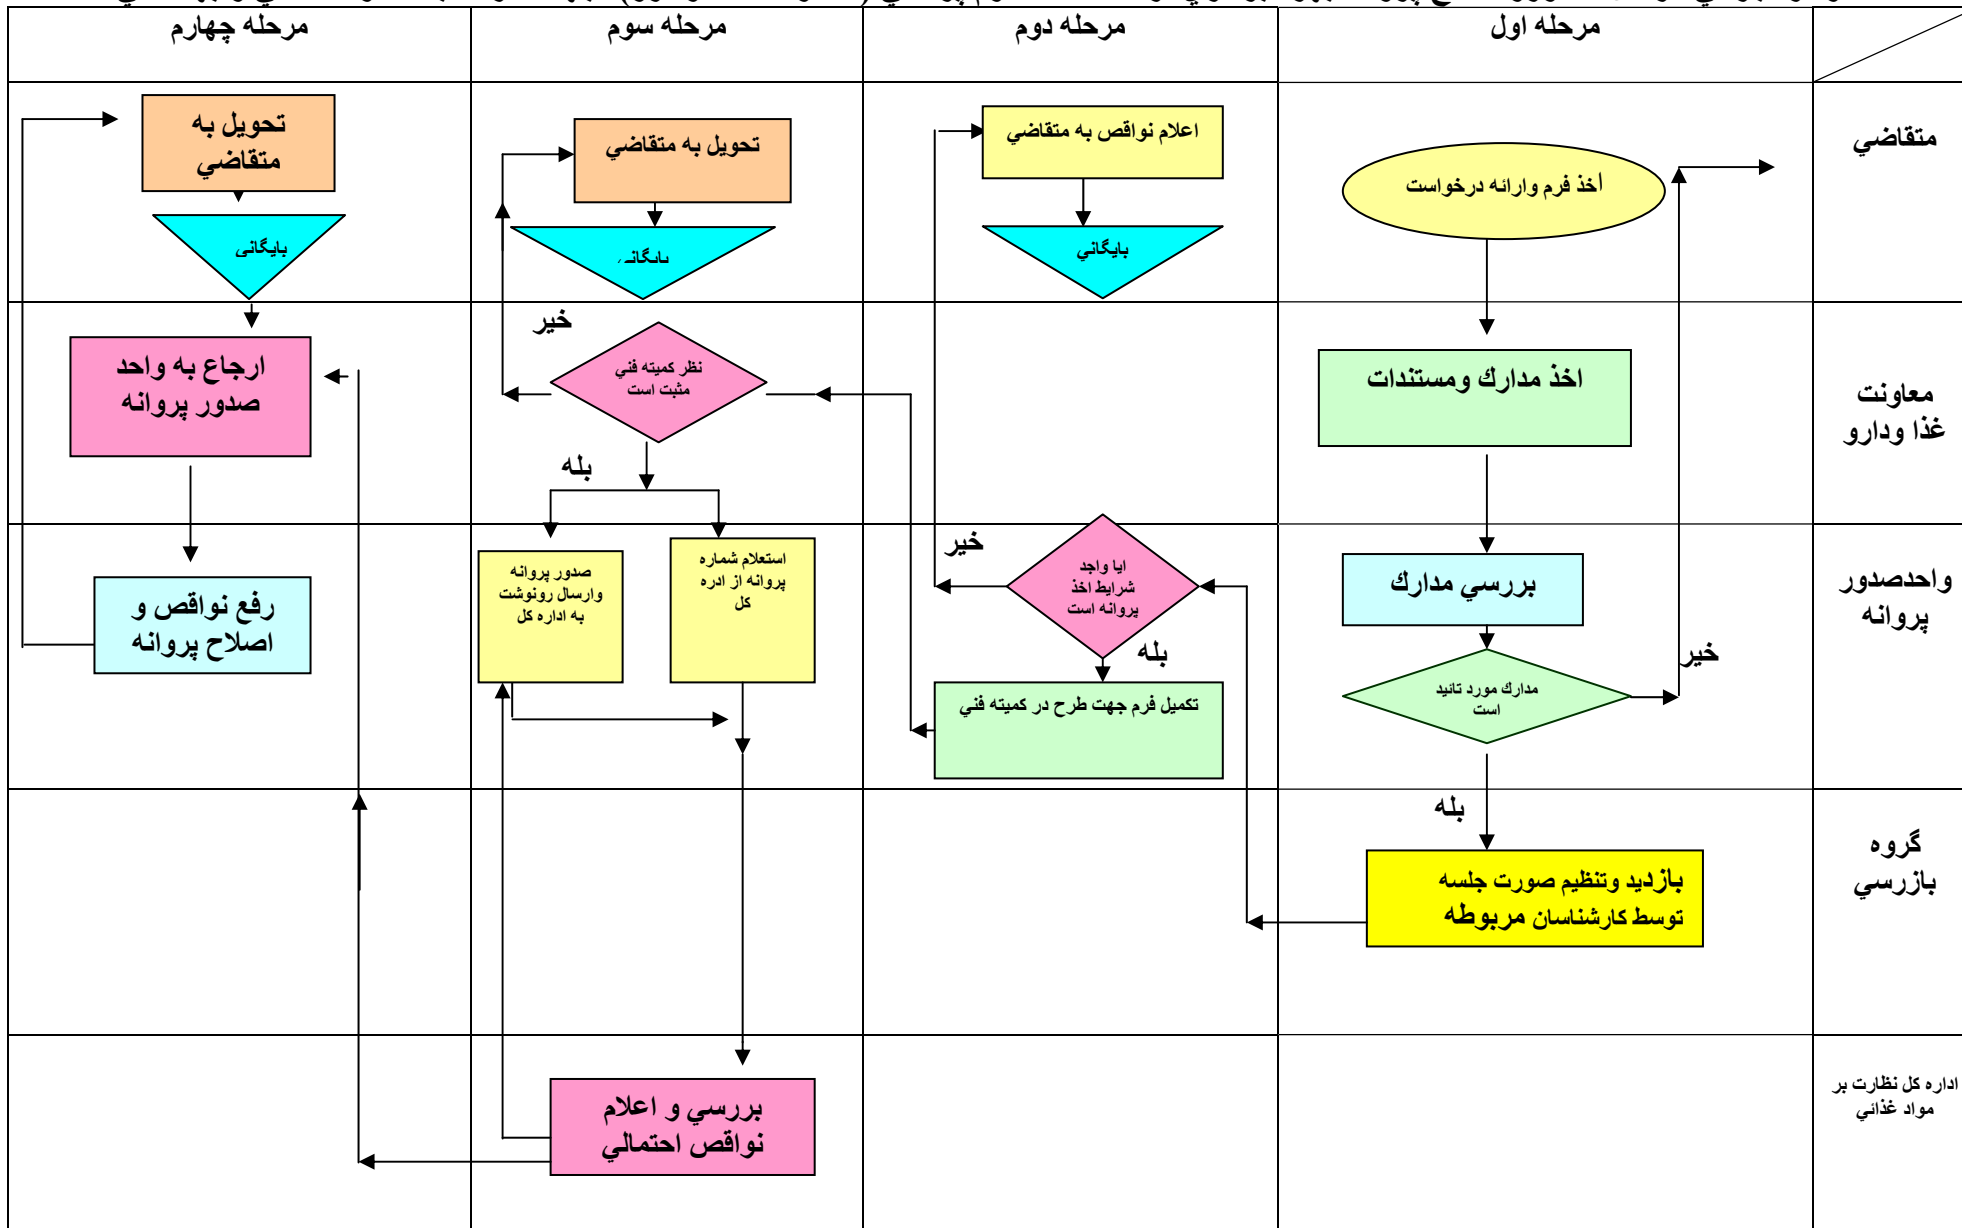 مرحله اول
مرحله دوم
مرحله سوم
مرحله چهارم
متقاضي
أخذ فرم وارائه درخواست
اعلام نواقص به متقاضي
بايگاني
تحويل به متقاضي
بايگاني
تحويل به
متقاضي
بايگاني
معاونت
غذا ودارو
اخذ مدارك ومستندات
نظر كميته فني
مثبت است
خير
بله
ارجاع به واحد
صدور پروانه
واحدصدور
پروانه
بررسي مدارك
مدارك مورد تائيد
است
خير
بله
ايا واجد
شرايط اخذ
پروانه است
خير
بله
تكميل فرم جهت طرح در كميته فني
استعلام شماره
پروانه از ادره
كل
صدور پروانه
وارسال رونوشت
به اداره كل
رفع نواقص و
اصلاح پروانه
گروه
بازرسي
بازديد وتنظيم صورت جلسه
توسط كارشناسان مربوطه
اداره كل نظارت بر
مواد غذائي
بررسي و اعلام
نواقص احتمالي